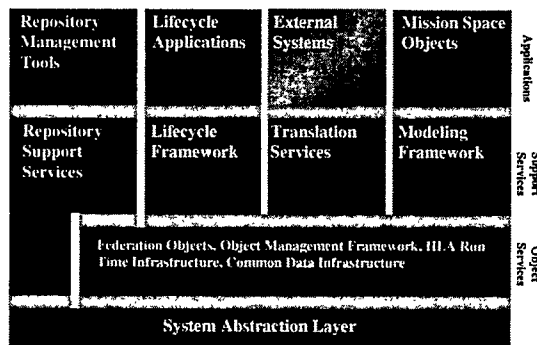 Repository
Management
Tools
Lifecycle
Applications
External
Systems
Mission Space
Objects
Applications
Repository
Support
Services
Lifecycle
Framework
Translation
Services
Modeling
Framework
Support
Services
Federation Objects, Object Management Framework, HLA Run
Time Infrastructure, Common Data Infrastructure
Object
Services
System Abstraction Layer